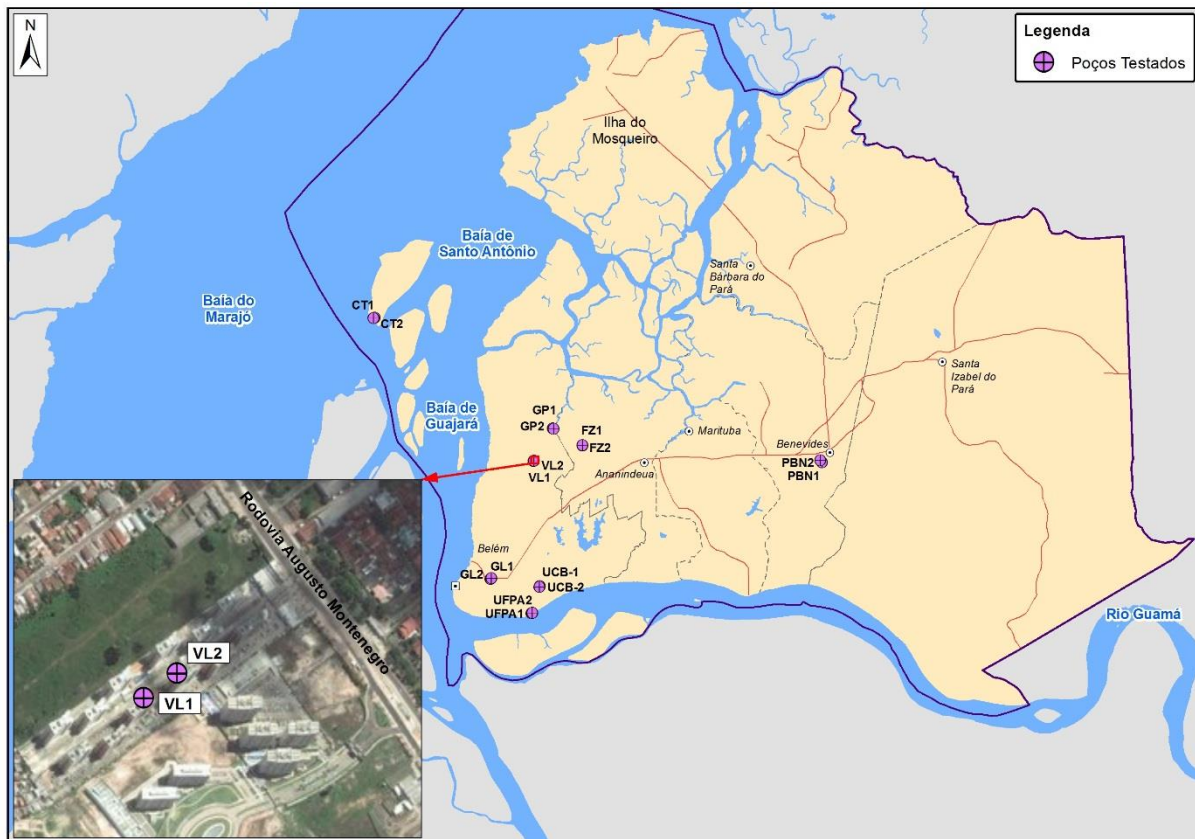 N
Legenda
Poços Testados
Ilha do
Mosqueiro
Baía de
Santo Antônio
Santa
Bárbara do
Pará
Baía do
Marajó
CT1
CT2
Santa
Izabel do
Pará
Baía de
Guajará
GP1
GP2
FZ1
FZ2
Marituba
Benevides
VL2
VL1
Ananindeua
PBN2
PBN1
Rodovia Augusto Montenegro
Belém
GL2
GL1
UCB-1
UCB-2
UFPA2
UFPA1
Rio Guamá
VL2
VL1